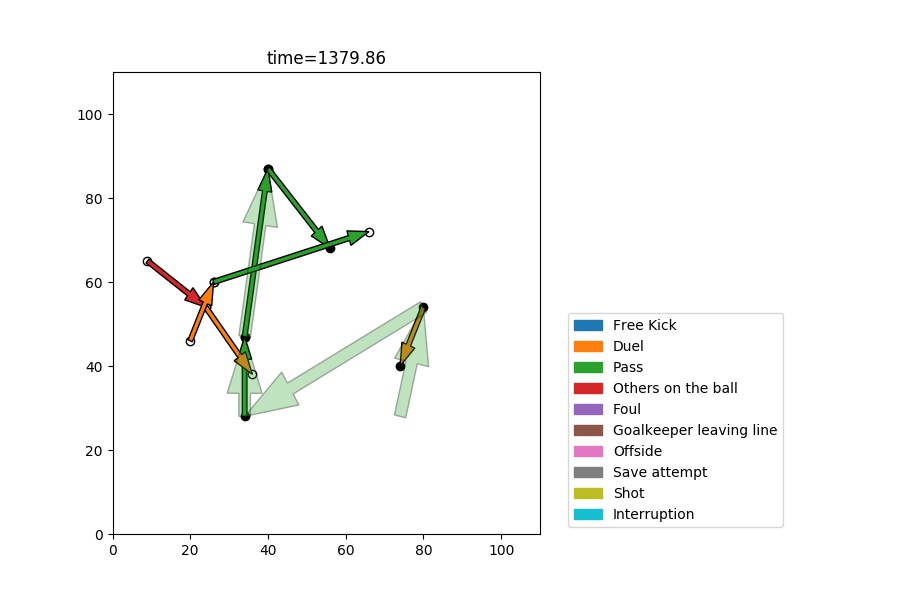 time=1379.86
100
80
60
40
20
0
0 20 40 60 80 100
Free Kick
Duel
Pass
Others on the ball
Foul
Goalkeeper leaving line
Offside
Save attempt
Shot
Interruption